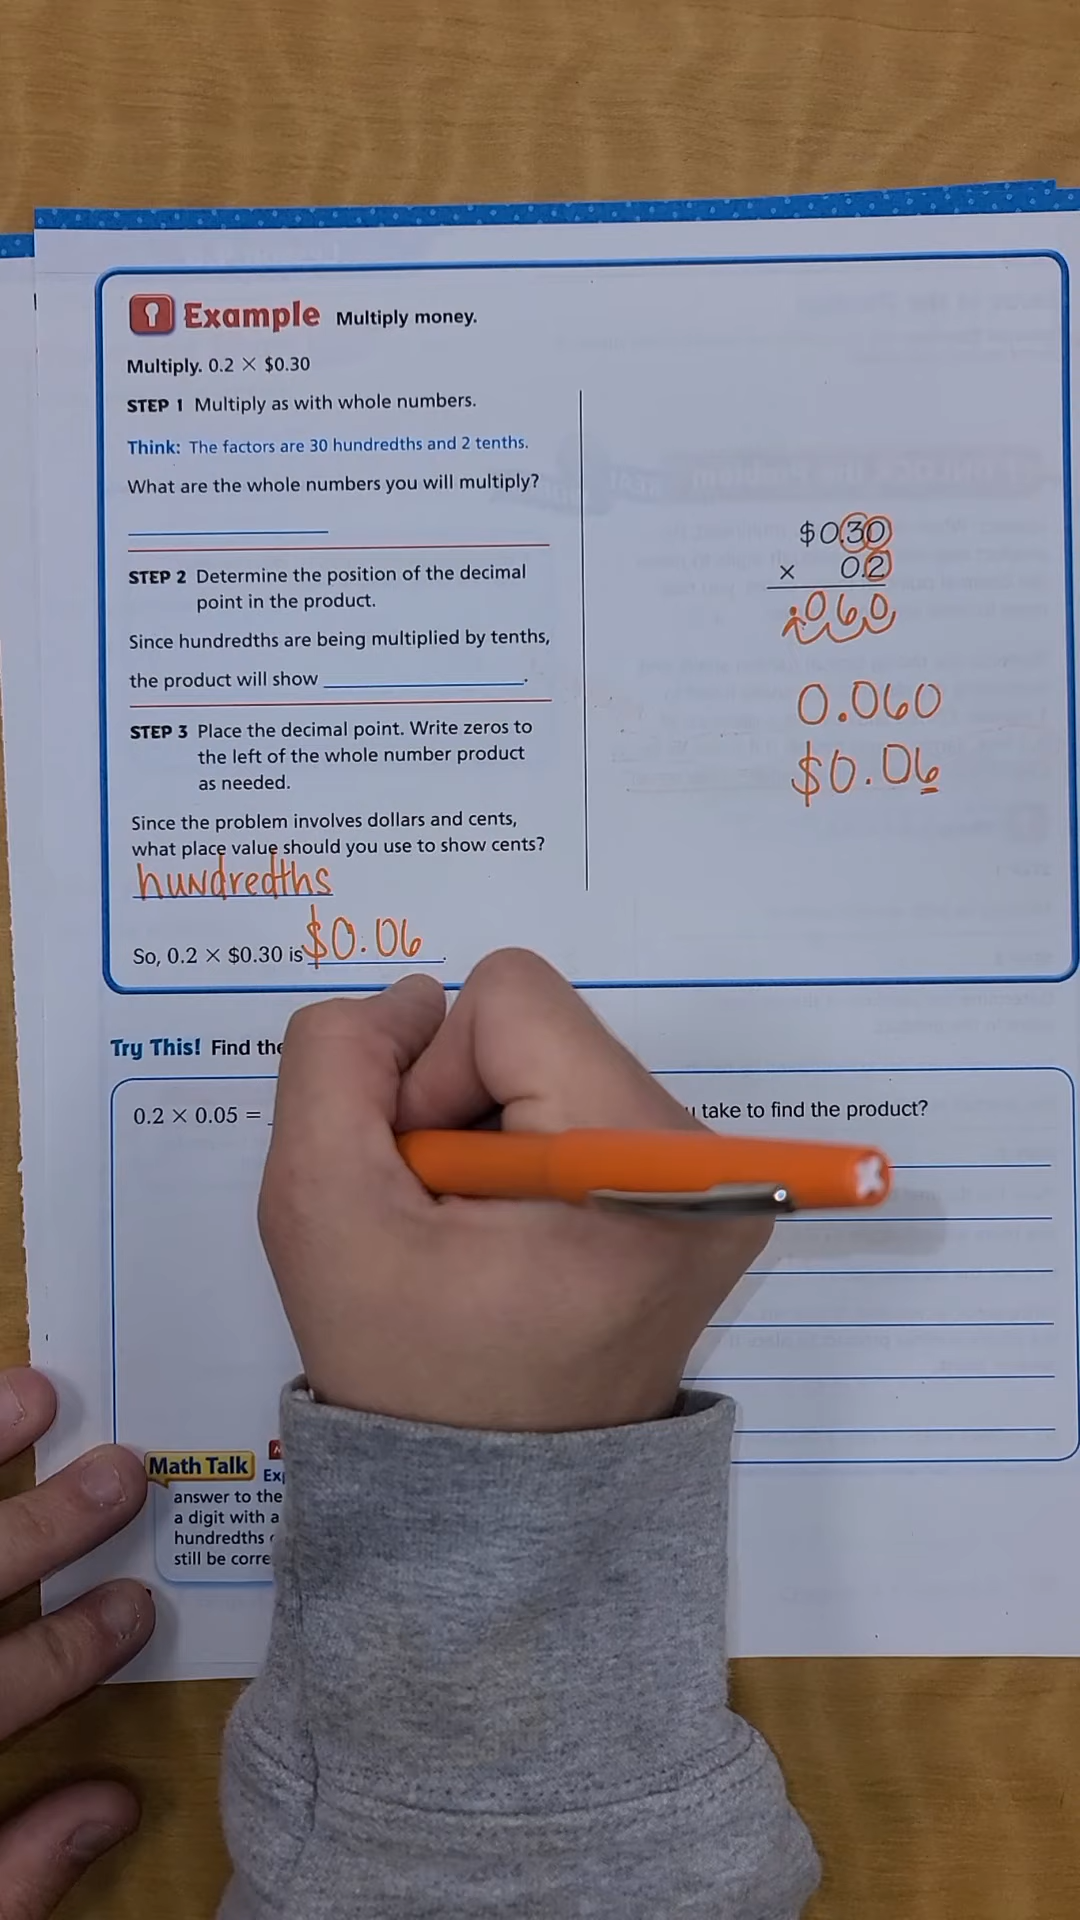 Example Multiply money.
Multiply. 0.2 × $0.30
STEP 1 Multiply as with whole numbers.
Think: The factors are 30 hundredths and 2 tenths.
What are the whole numbers you will multiply?
STEP 2 Determine the position of the decimal
point in the product.
Since hundredths are being multiplied by tenths,
the product will show ____.
STEP 3 Place the decimal point. Write zeros to
the left of the whole number product
as needed.
Since the problem involves dollars and cents,
what place value should you use to show cents?
hundredths
So, 0.2 × $0.30 is $0.06.
$0.30
× 0.2
.060
0.060
$0.06
Try This! Find the
0.2 × 0.05 =
take to find the product?
Math Talk
answer to the
a digit with a
hundredths
still be corre